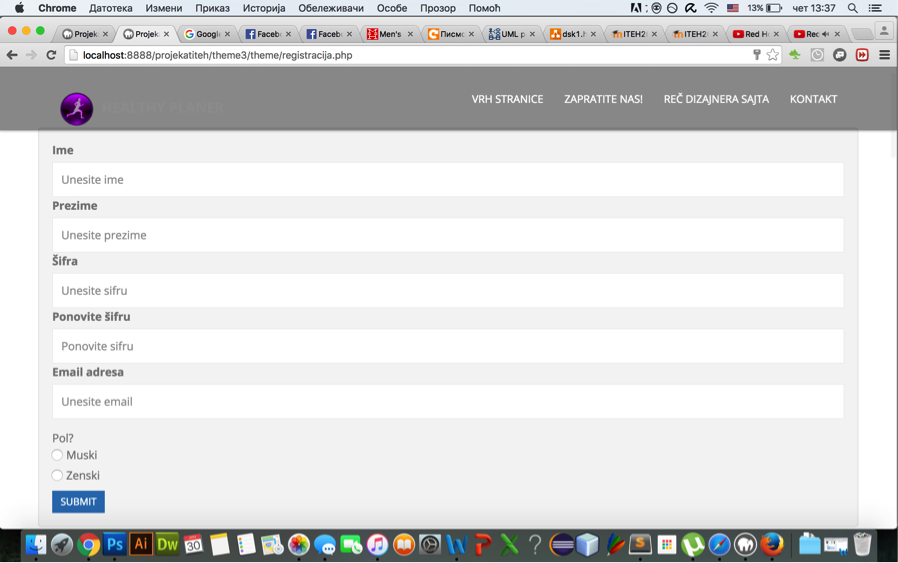 Chrome Датотека Измени Приказ Историја Обележивачи Особе Прозор Помоћ 13% чет 13:37
Projek Projek Googl Faceb Faceb Men's Писмо UML p dsk1.h ITEH2 ITEH2 Red H Red
localhost:8888/projekatiteh/theme3/theme/registracija.php
HEALTHY PLANER VRH STRANICE ZAPRATITE NAS! REČ DIZAJNERA SAJTA KONTAKT
Ime
Unesite ime
Prezime
Unesite prezime
Šifra
Unesite sifru
Ponovite šifru
Ponovite sifru
Email adresa
Unesite email
Pol?
Muski
Zenski
SUBMIT
Ps Ai Dw 30